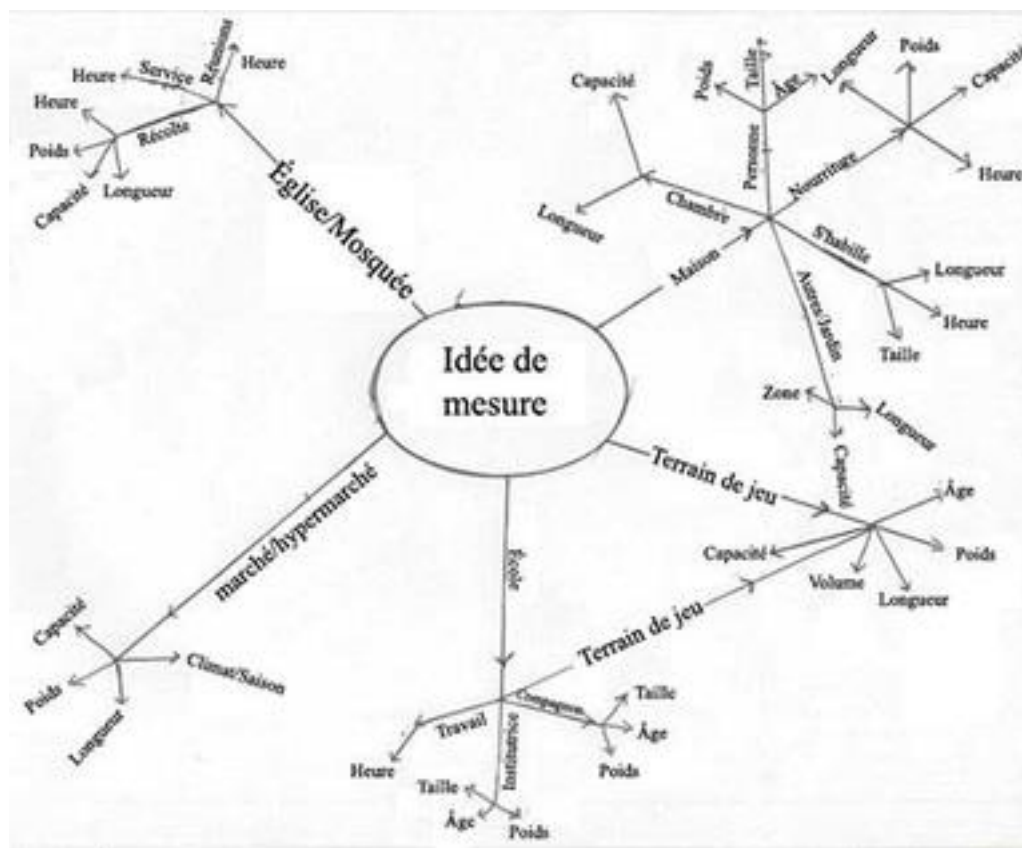 Idée de
mesure
Église/Mosquée
Réunions
Heure
Service
Heure
Récolte
Heure
Poids
Capacité
Longueur
Maison
Chambre
Capacité
Longueur
Personne
Poids
Taille
Âge
Nourriture
Longueur
Poids
Capacité
Heure
S'habille
Longueur
Heure
Taille
Autres/Jardin
Zone
Longueur
Capacité
Terrain de jeu
Âge
Poids
Longueur
Volume
Capacité
École
Terrain de jeu
Compagnon
Taille
Âge
Poids
Institutrice
Taille
Âge
Poids
Travail
Heure
marché/hypermarché
Capacité
Poids
Longueur
Climat/Saison